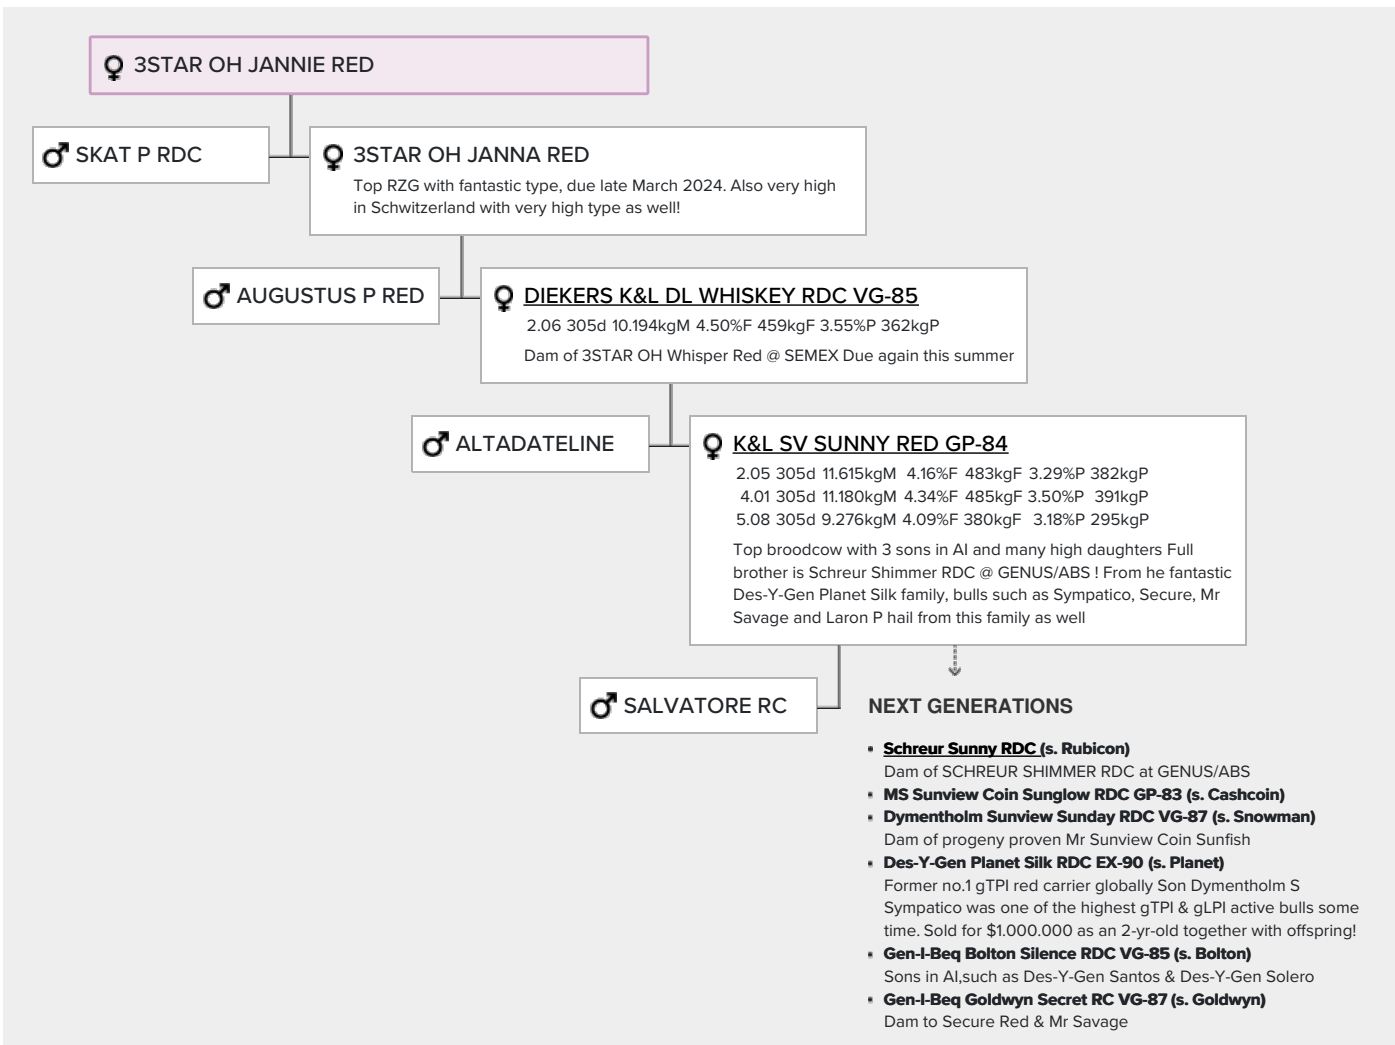 3STAR OH JANNIE RED
SKAT P RDC
3STAR OH JANNA RED
Top RZG with fantastic type, due late March 2024. Also very high
in Schwitzerland with very high type as well!
AUGUSTUS P RED
DIEKERS K&L DL WHISKEY RDC VG-85
2.06 305d 10.194kgM 4.50%F 459kgF 3.55%P 362kgP
Dam of 3STAR OH Whisper Red @ SEMEX Due again this summer
ALTADATELINE
K&L SV SUNNY RED GP-84
2.05 305d 11.615kgM 4.16%F 483kgF 3.29%P 382kgP
4.01 305d 11.180kgM 4.34%F 485kgF 3.50%P 391kgP
5.08 305d 9.276kgM 4.09%F 380kgF 3.18%P 295kgP
Top broodcow with 3 sons in AI and many high daughters Full
brother is Schreur Shimmer RDC @ GENUS/ABS ! From he fantastic
Des-Y-Gen Planet Silk family, bulls such as Sympatico, Secure, Mr
Savage and Laron P hail from this family as well
SALVATORE RC
NEXT GENERATIONS
▪ Schreur Sunny RDC (s. Rubicon)
Dam of SCHREUR SHIMMER RDC at GENUS/ABS
▪ MS Sunview Coin Sunglow RDC GP-83 (s. Cashcoin)
▪ Dymentholm Sunview Sunday RDC VG-87 (s. Snowman)
Dam of progeny proven Mr Sunview Coin Sunfish
▪ Des-Y-Gen Planet Silk RDC EX-90 (s. Planet)
Former no.1 gTPI red carrier globally Son Dymentholm S
Sympatico was one of the highest gTPI & gLPI active bulls some
time. Sold for $1.000.000 as an 2-yr-old together with offspring!
▪ Gen-I-Beq Bolton Silence RDC VG-85 (s. Bolton)
Sons in AI,such as Des-Y-Gen Santos & Des-Y-Gen Solero
▪ Gen-I-Beq Goldwyn Secret RC VG-87 (s. Goldwyn)
Dam to Secure Red & Mr Savage